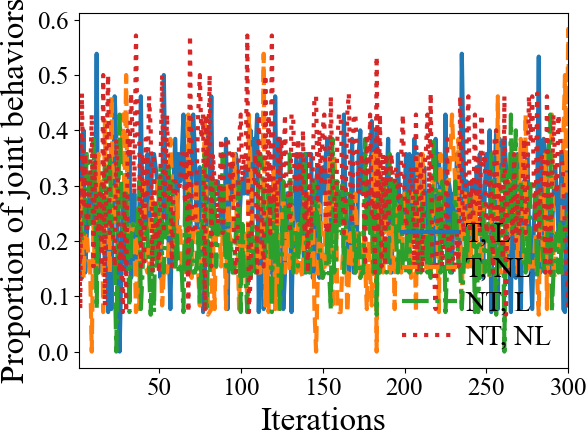 Proportion of joint behaviors
0.6
0.5
0.4
0.3
0.2
0.1
0.0
T, L
T, NL
NT, L
NT, NL
50
100
150
200
250
300
Iterations